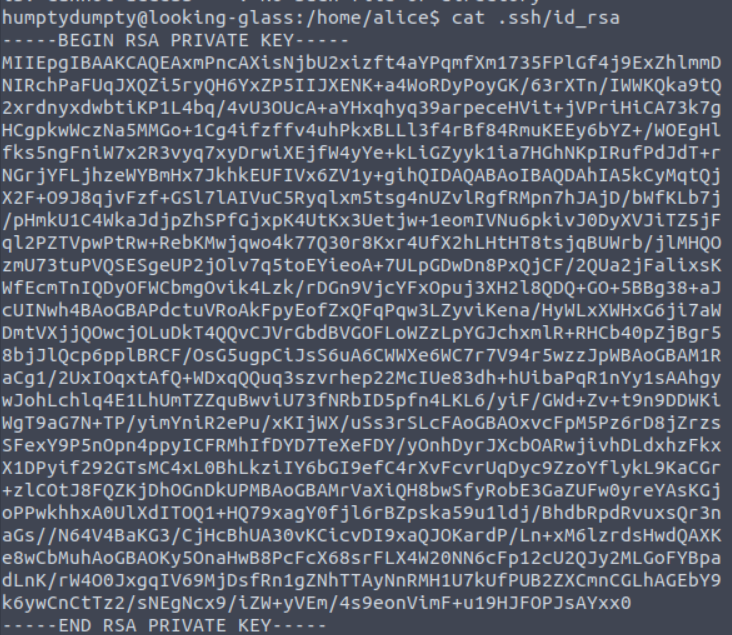 humptydumpty@looking-glass:/home/alice$ cat .ssh/id_rsa
-----BEGIN RSA PRIVATE KEY-----
MIIEpgIBAAKCAQEAxmPncAXisNjbU2xizft4aYPqmfXm1735FPlGf4j9ExZhlmmD
NIRchPaFUqJXQZi5ryQH6YxZP5IIJXENK+a4WoRDyPoyGK/63rXTn/IWWKQka9tQ
2xrdnyxdwbtiKP1L4bq/4vU3OUcA+aYHxqhyq39arpeceHVit+jVPriHiCA73k7g
HCgpkwWczNa5MMGo+1Cg4ifzffv4uhPkxBLLl3f4rBf84RmuKEEy6bYZ+/WOEgHl
fks5ngFniW7x2R3vyq7xyDrwiXEjfW4yYe+kLiGZyyk1ia7HGhNKpIRufPdJdT+r
NGrjYFLjhzeWYBmHx7JkhkEUFIVx6ZV1y+gihQIDAQABAoIBAQDAhIA5kCyMqtQj
X2F+O9J8qjvFzf+GSl7lAIVuC5Ryqlxm5tsg4nUZvlRgfRMpn7hJAjD/bWfKLb7j
/pHmkU1C4WkaJdjpZhSPfGjxpK4UtKx3Uetjw+1eomIVNu6pkivJ0DyXVJiTZ5jF
ql2PZTVpwPtRw+RebKMwjqwo4k77Q30r8Kxr4UfX2hLHtHT8tsjqBUWrb/jlMHQO
zmU73tuPVQSESgeUP2jOlv7q5toEYieoA+7ULpGDwDn8PxQjCF/2QUa2jFalixsK
WfEcmTnIQDyOFWCbmgOvik4Lzk/rDGn9VjcYFxOpuj3XH2l8QDQ+GO+5BBg38+aJ
cUINwh4BAoGBAPdctuVRoAkFpyEofZxQFqPqw3LZyviKena/HyWLxXWHxG6ji7aW
DmtVXjjQOwcjOLuDkT4QQvCJVrGbdBVGOFLoWZzLpYGJchxmlR+RHCb40pZjBgr5
8bjJlQcp6pplBRCF/OsG5ugpCiJsS6uA6CWWXe6WC7r7V94r5wzzJpWBAoGBAM1R
aCg1/2UxIOqxtAfQ+WDxqQQuq3szvrhep22McIUe83dh+hUibaPqR1nYy1sAAhgy
wJohLchlq4E1LhUmTZZquBwviU73fNRbID5pfn4LKL6/yiF/GWd+Zv+t9n9DDWKi
WgT9aG7N+TP/yimYniR2ePu/xKIjWX/uSs3rSLcFAoGBAOxvcFpM5Pz6rD8jZrzs
SFexY9P5nOpn4ppyICFRMhIfDYD7TeXeFDY/yOnhDyrJXcbOARwjivhDLdxhzFkx
X1DPyif292GTsMC4xL0BhLkziIY6bGI9efC4rXvFcvrUqDyc9ZzoYflykL9KaCGr
+zlCOtJ8FQZKjDhOGnDkUPMBAoGBAMrVaXiQH8bwSfyRobE3GaZUFw0yreYAsKGj
oPPwkhhxA0UlXdITOQ1+HQ79xagY0fjl6rBZpska59u1ldj/BhdbRpdRvuxsQr3n
aGs//N64V4BaKG3/CjHcBhUA30vKCicvDI9xaQJOKardP/Ln+xM6lzrdsHwdQAXK
e8wCbMuhAoGBAOKy5OnaHwB8PcFcX68srFLX4W20NN6cFp12cU2QJy2MLGoFYBpa
dLnK/rW4O0JxgqIV69MjDsfRn1gZNhTTAyNnRMH1U7kUfPUB2ZXCmnCGLhAGEbY9
k6ywCnCtTz2/sNEgNcx9/iZW+yVEm/4s9eonVimF+u19HJFOPJsAYxx0
-----END RSA PRIVATE KEY-----